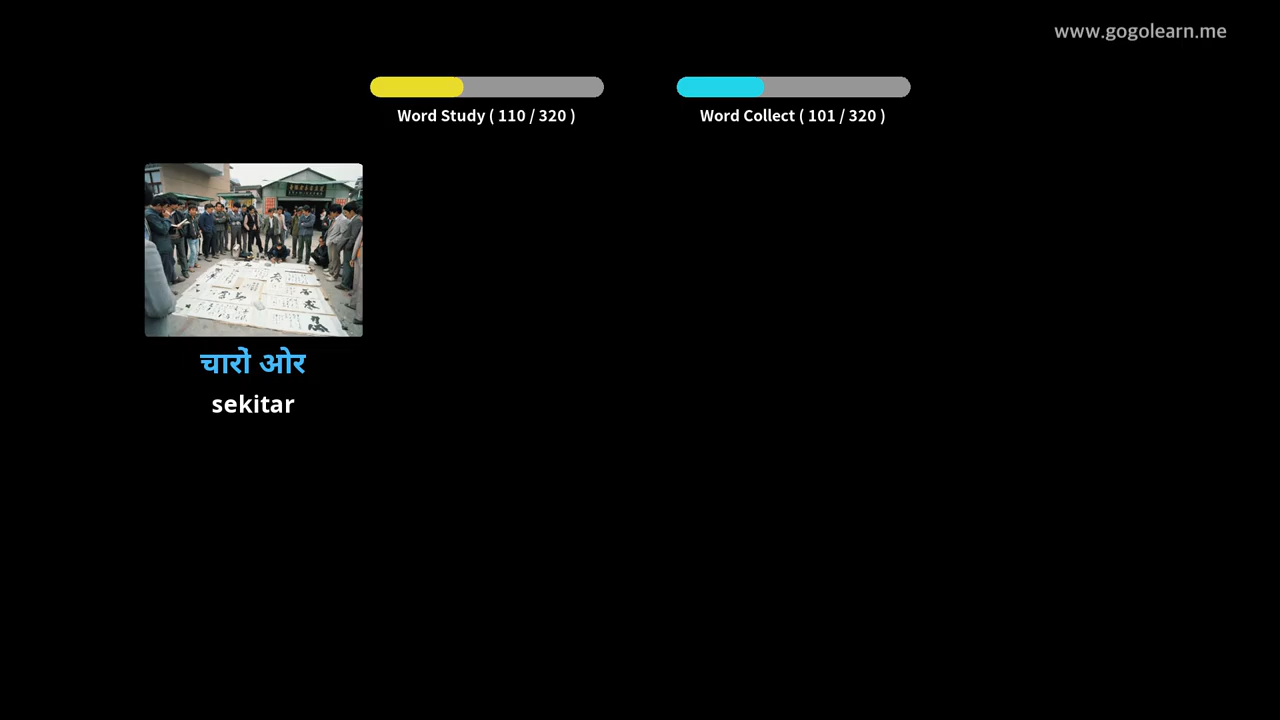 www.gogolearn.me
Word Study ( 110 / 320 )
Word Collect ( 101 / 320 )
चारों ओर
sekitar